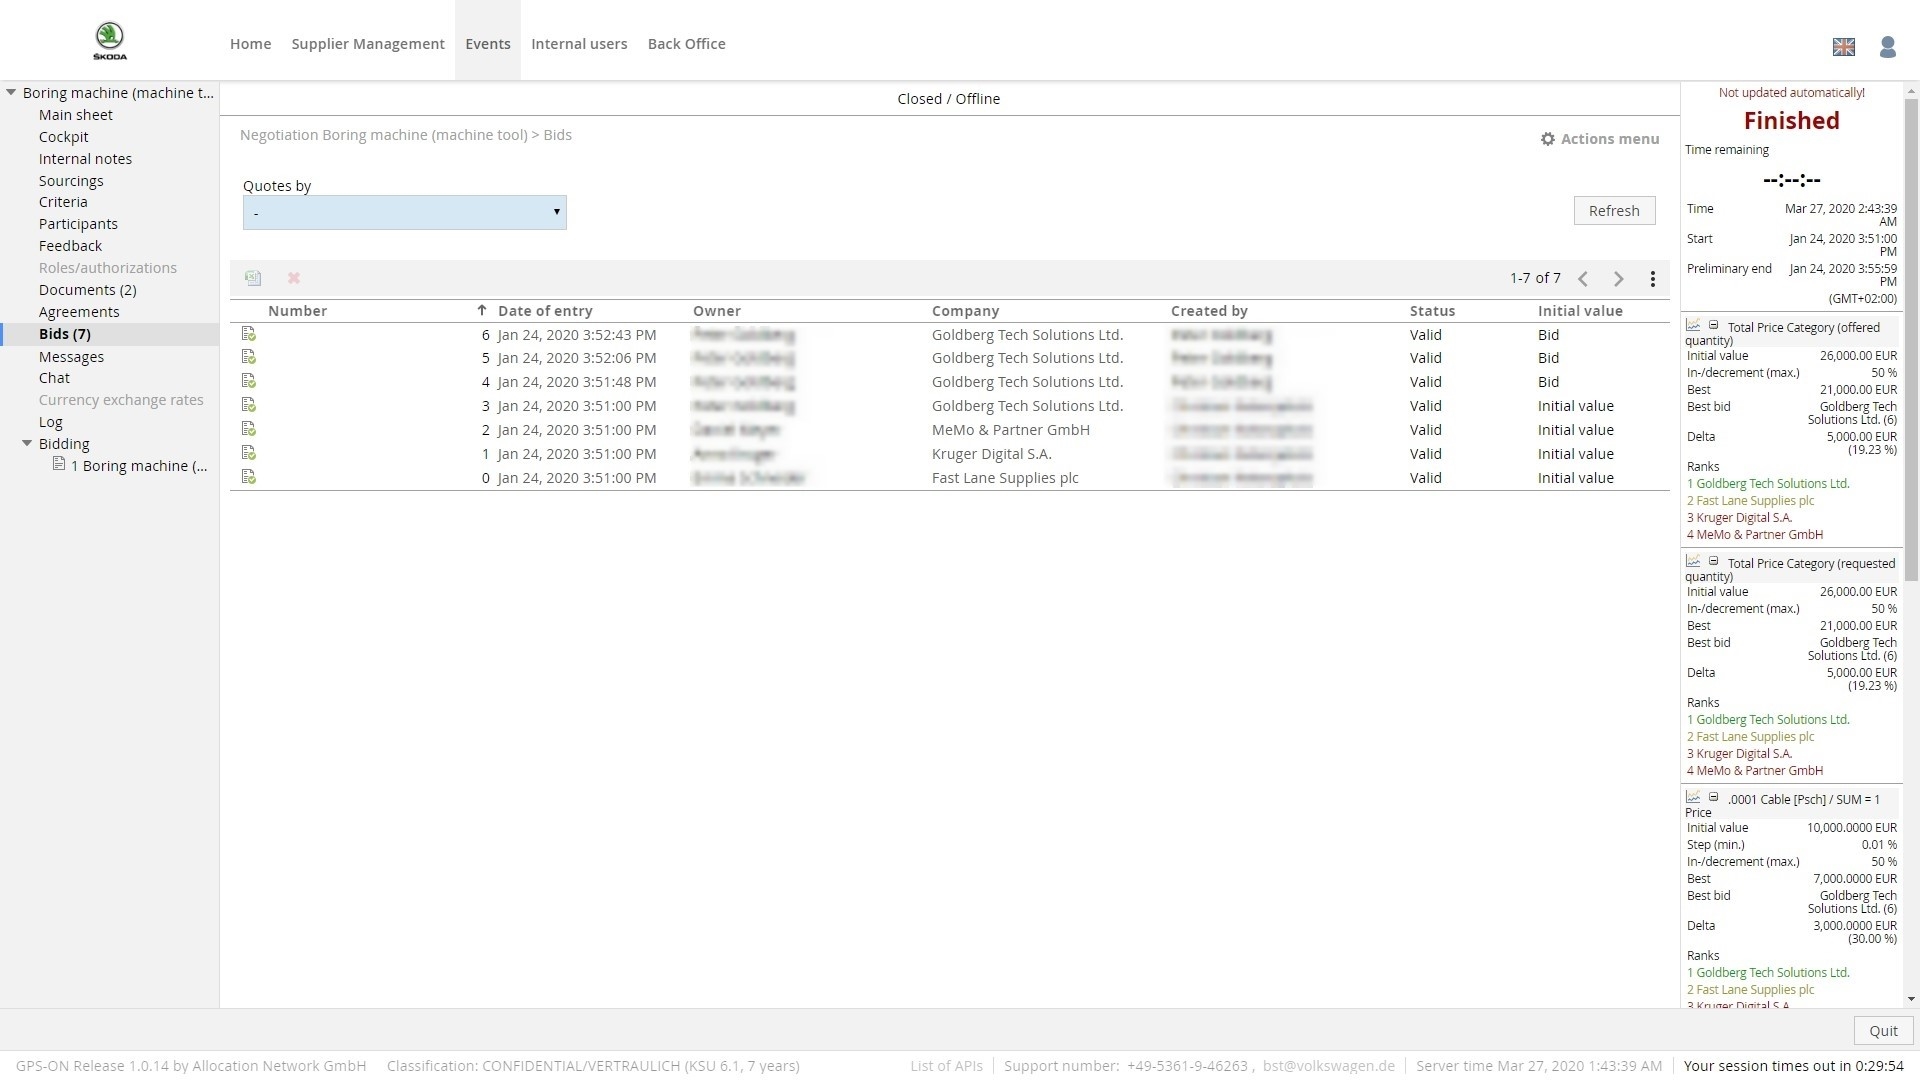 ŠKODA
Home Supplier Management Events Internal users Back Office
Boring machine (machine t...
Main sheet
Cockpit
Internal notes
Sourcings
Criteria
Participants
Feedback
Roles/authorizations
Documents (2)
Agreements
Bids (7)
Messages
Chat
Currency exchange rates
Log
Bidding
1 Boring machine (...
Closed / Offline
Negotiation Boring machine (machine tool) > Bids
Actions menu
Quotes by
-
Refresh
1-7 of 7
Number Date of entry Owner Company Created by Status Initial value
6 Jan 24, 2020 3:52:43 PM Goldberg Tech Solutions Ltd. Valid Bid
5 Jan 24, 2020 3:52:06 PM Goldberg Tech Solutions Ltd. Valid Bid
4 Jan 24, 2020 3:51:48 PM Goldberg Tech Solutions Ltd. Valid Bid
3 Jan 24, 2020 3:51:00 PM Goldberg Tech Solutions Ltd. Valid Initial value
2 Jan 24, 2020 3:51:00 PM MeMo & Partner GmbH Valid Initial value
1 Jan 24, 2020 3:51:00 PM Kruger Digital S.A. Valid Initial value
0 Jan 24, 2020 3:51:00 PM Fast Lane Supplies plc Valid Initial value
Not updated automatically!
Finished
Time remaining
--:--:--
Time Mar 27, 2020 2:43:39
AM
Start Jan 24, 2020 3:51:00
PM
Preliminary end Jan 24, 2020 3:55:59
PM
(GMT+02:00)
Total Price Category (offered
quantity)
Initial value 26,000.00 EUR
In-/decrement (max.) 50 %
Best 21,000.00 EUR
Best bid Goldberg Tech
Solutions Ltd. (6)
Delta 5,000.00 EUR
(19.23 %)
Ranks
1 Goldberg Tech Solutions Ltd.
2 Fast Lane Supplies plc
3 Kruger Digital S.A.
4 MeMo & Partner GmbH
Total Price Category (requested
quantity)
Initial value 26,000.00 EUR
In-/decrement (max.) 50 %
Best 21,000.00 EUR
Best bid Goldberg Tech
Solutions Ltd. (6)
Delta 5,000.00 EUR
(19.23 %)
Ranks
1 Goldberg Tech Solutions Ltd.
2 Fast Lane Supplies plc
3 Kruger Digital S.A.
4 MeMo & Partner GmbH
.0001 Cable [Psch] / SUM = 1
Price
Initial value 10,000.0000 EUR
Step (min.) 0.01 %
In-/decrement (max.) 50 %
Best 7,000.0000 EUR
Best bid Goldberg Tech
Solutions Ltd. (6)
Delta 3,000.0000 EUR
(30.00 %)
Ranks
1 Goldberg Tech Solutions Ltd.
2 Fast Lane Supplies plc
3 Kruger Digital S.A.
Quit
GPS-ON Release 1.0.14 by Allocation Network GmbH Classification: CONFIDENTIAL/VERTRAULICH (KSU 6.1, 7 years) List of APIs Support number: +49-5361-9-46263 , bst@volkswagen.de Server time Mar 27, 2020 1:43:39 AM Your session times out in 0:29:54